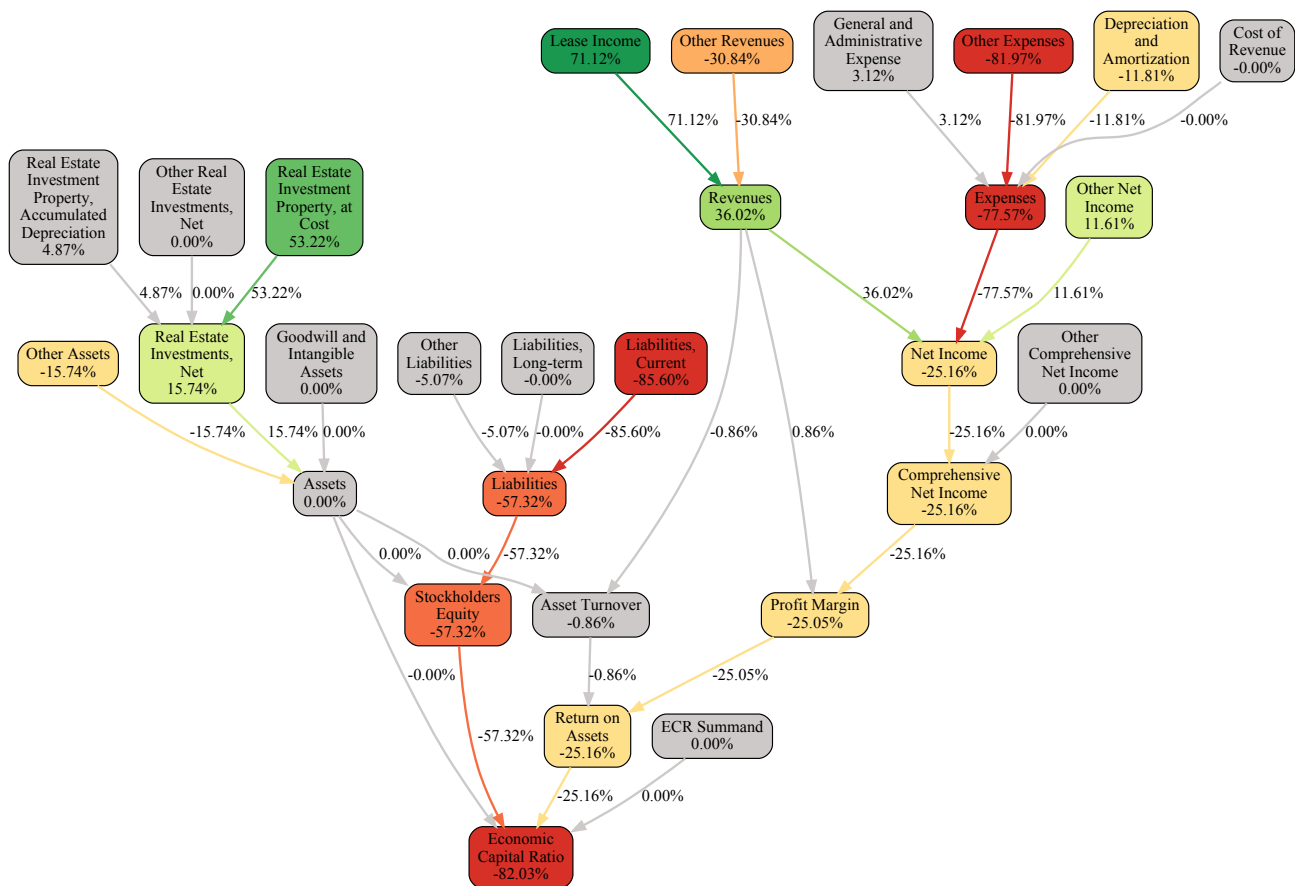 Lease Income
71.12%
Other Revenues
-30.84%
General and
Administrative
Expense
3.12%
Other Expenses
-81.97%
Depreciation
and
Amortization
-11.81%
Cost of
Revenue
-0.00%
71.12%
-30.84%
3.12%
-81.97%
-11.81%
-0.00%
Real Estate
Investment
Property,
Accumulated
Depreciation
4.87%
Other Real
Estate
Investments,
Net
0.00%
Real Estate
Investment
Property, at
Cost
53.22%
Revenues
36.02%
Expenses
-77.57%
Other Net
Income
11.61%
4.87%
0.00%
53.22%
36.02%
-77.57%
11.61%
Other Assets
-15.74%
Real Estate
Investments,
Net
15.74%
Goodwill and
Intangible
Assets
0.00%
Other
Liabilities
-5.07%
Liabilities,
Long-term
-0.00%
Liabilities,
Current
-85.60%
Net Income
-25.16%
Other
Comprehensive
Net Income
0.00%
-15.74%
15.74%
0.00%
-5.07%
-0.00%
-85.60%
-0.86%
0.86%
-25.16%
0.00%
Assets
0.00%
Liabilities
-57.32%
Comprehensive
Net Income
-25.16%
0.00%
0.00%
-57.32%
-25.16%
Stockholders
Equity
-57.32%
Asset Turnover
-0.86%
Profit Margin
-25.05%
-0.00%
-0.86%
-25.05%
Return on
Assets
-25.16%
ECR Summand
0.00%
-57.32%
-25.16%
0.00%
Economic
Capital Ratio
-82.03%